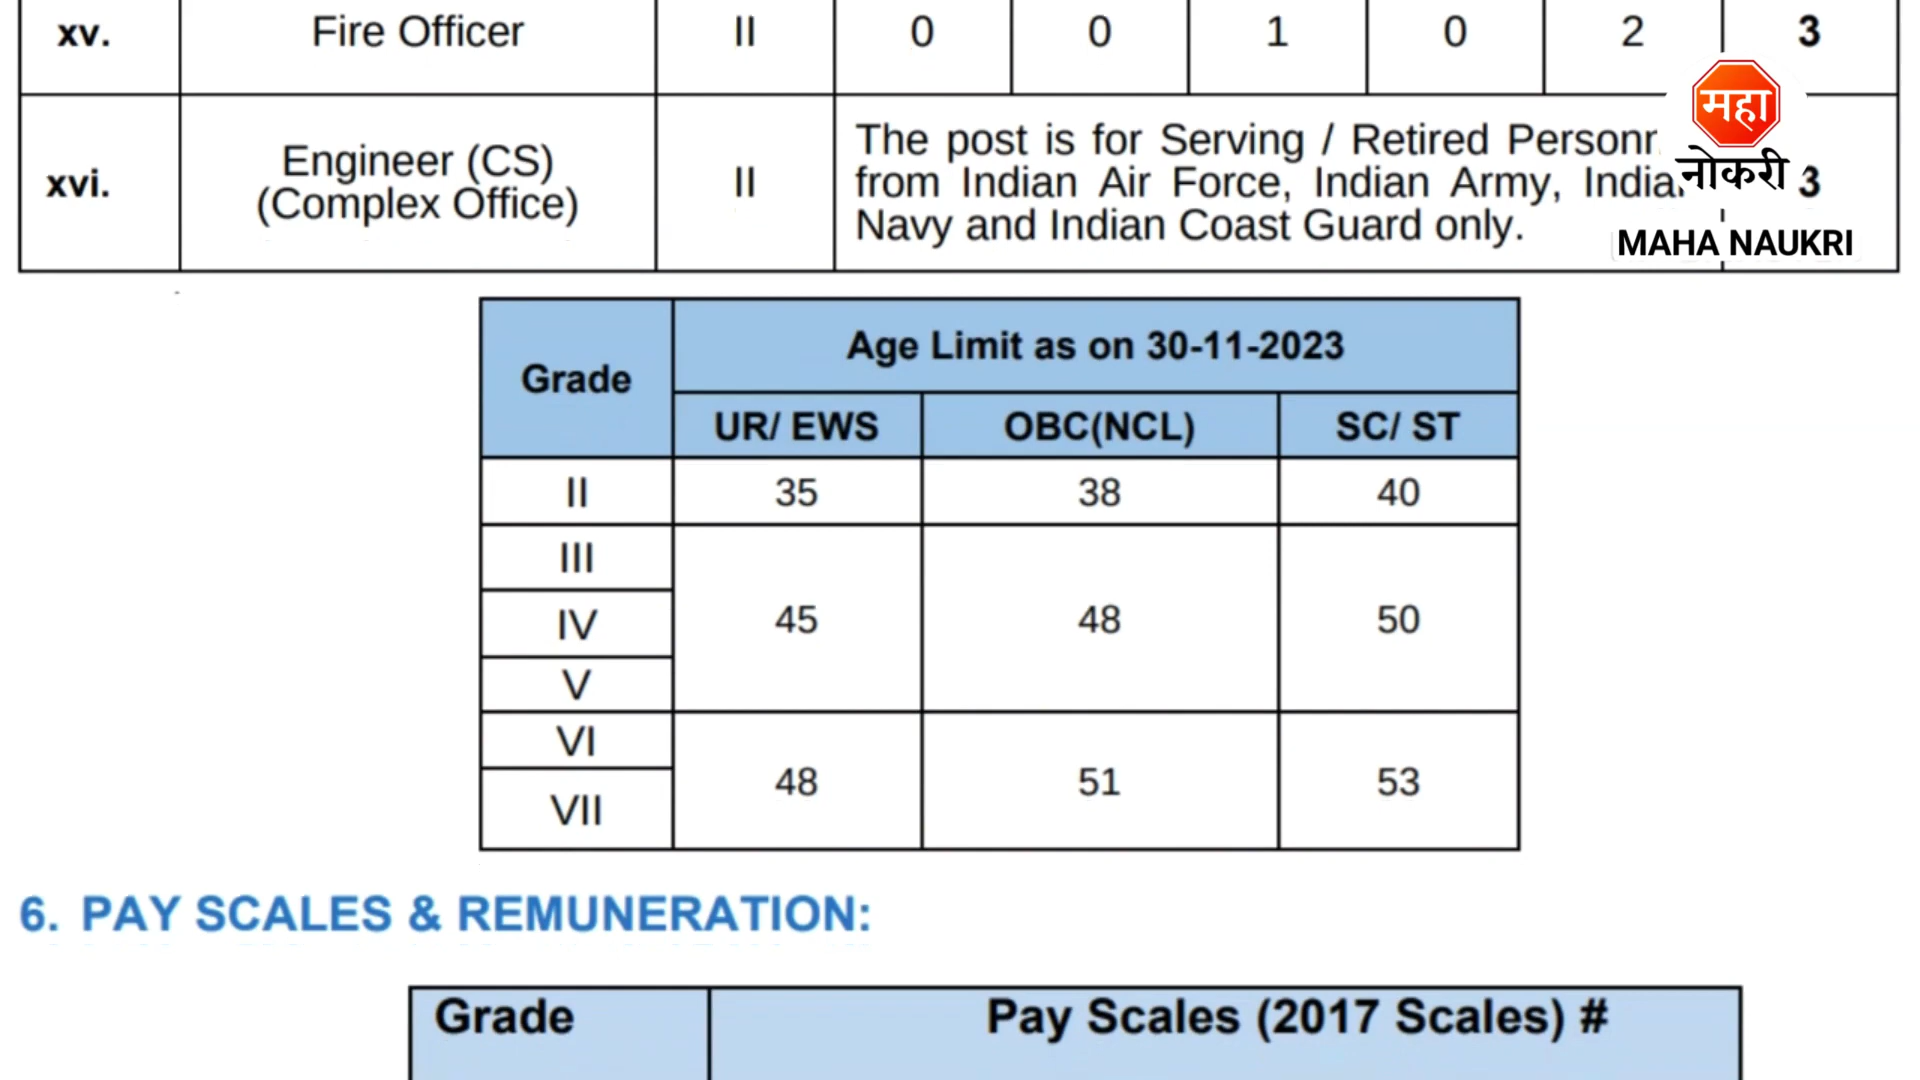 xv. Fire Officer II 0 0 1 0 2 3
xvi. Engineer (CS) (Complex Office) II
The post is for Serving / Retired
from Indian Air Force, Indian Army,
Navy and Indian Coast Guard only.
3
महा
नोकरी
MAHA NAUKRI
Grade Age Limit as on 30-11-2023
UR/ EWS OBC(NCL) SC/ ST
II 35 38 40
III
IV 45 48 50
V
VI
48 51 53
VII
6. PAY SCALES & REMUNERATION:
Grade Pay Scales (2017 Scales) #